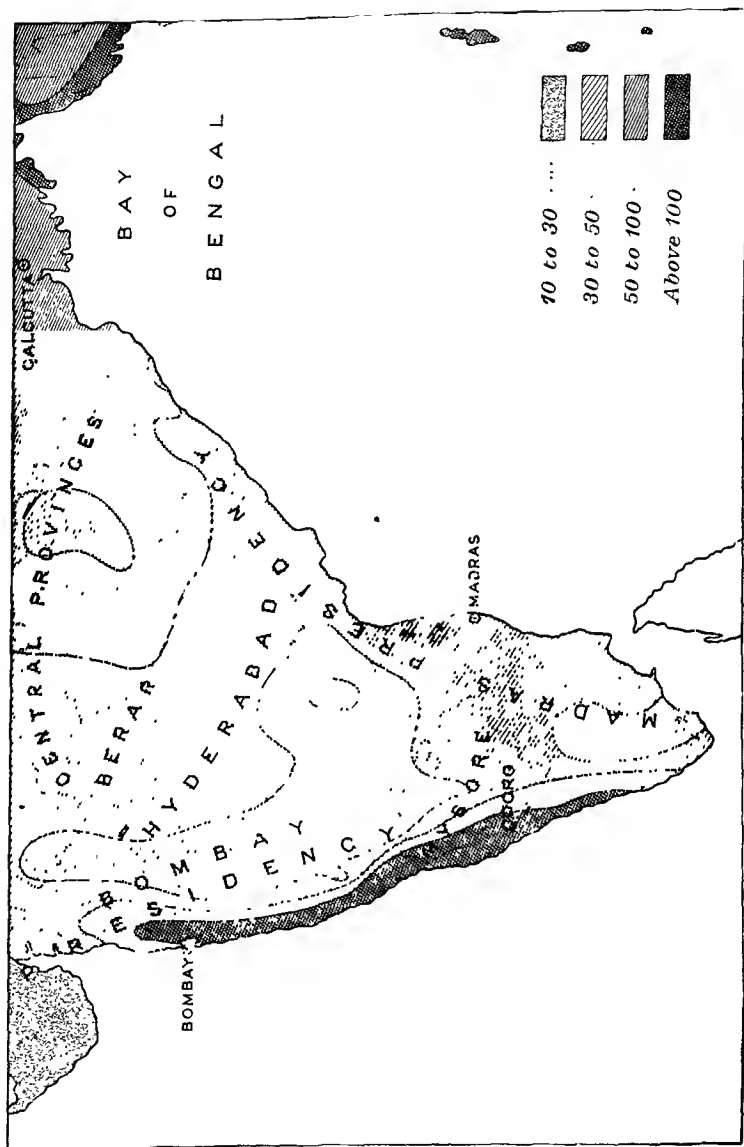 CALCUTTA
BAY
OF
BENGAL
CENTRAL PROVINCES
BERAR
HYDERABAD
BOMBAY
PRESIDENCY
BOMBAY
MADRAS
PRESIDENCY
MADRAS
MYSORE
COORG
10 to 30
30 to 50
50 to 100
Above 100